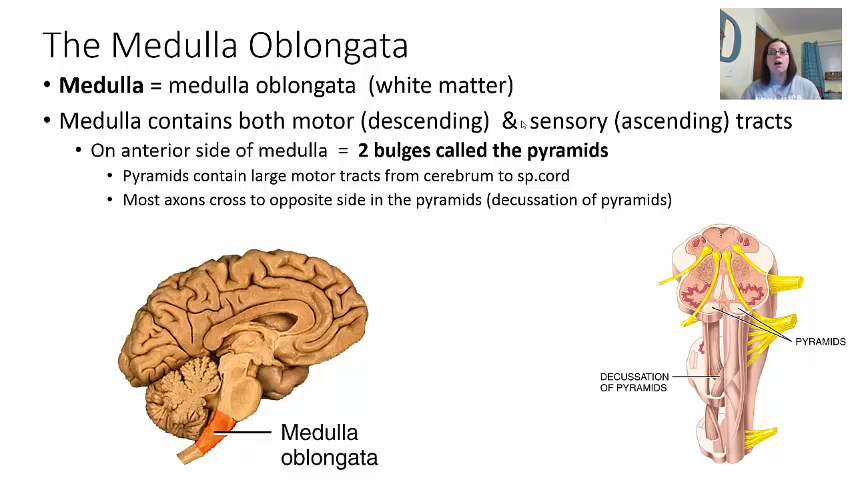 The Medulla Oblongata
• Medulla = medulla oblongata (white matter)
• Medulla contains both motor (descending) & sensory (ascending) tracts
• On anterior side of medulla = 2 bulges called the pyramids
• Pyramids contain large motor tracts from cerebrum to sp.cord
• Most axons cross to opposite side in the pyramids (decussation of pyramids)
PYRAMIDS
DECUSSATION
OF PYRAMIDS
Medulla
oblongata